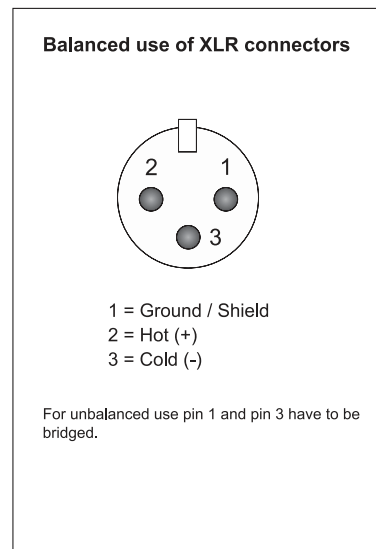 Balanced use of XLR connectors
2 1
3
1 = Ground / Shield
2 = Hot (+)
3 = Cold (-)
For unbalanced use pin 1 and pin 3 have to be
bridged.